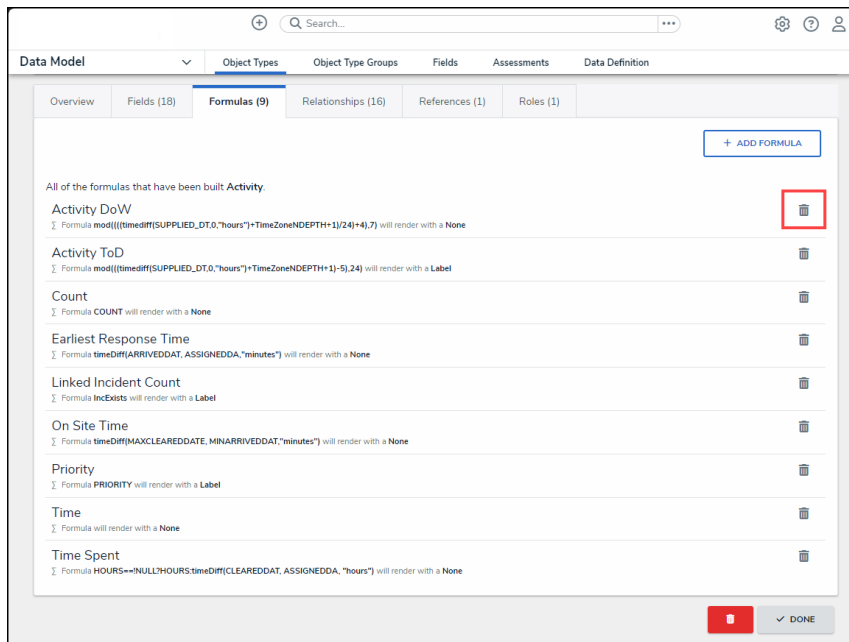 Search...
Data Model
Object Types
Object Type Groups
Fields
Assessments
Data Definition
Overview
Fields (18)
Formulas (9)
Relationships (16)
References (1)
Roles (1)
+ ADD FORMULA
All of the formulas that have been built Activity.
Activity DoW
∑ Formula mod((((timediff(SUPPLIED_DT,0,"hours")+TimeZoneNDEPTH+1)/24)+4),7) will render with a None
Activity ToD
∑ Formula mod(((timediff(SUPPLIED_DT,0,"hours")+TimeZoneNDEPTH+1)-5),24) will render with a Label
Count
∑ Formula COUNT will render with a None
Earliest Response Time
∑ Formula timeDiff(ARRIVEDDAT, ASSIGNEDDA,"minutes") will render with a None
Linked Incident Count
∑ Formula IncExists will render with a Label
On Site Time
∑ Formula timeDiff(MAXCLEAREDDATE, MINARRIVEDDAT,"minutes") will render with a None
Priority
∑ Formula PRIORITY will render with a Label
Time
∑ Formula will render with a None
Time Spent
∑ Formula HOURS==!NULL?HOURS:timeDiff(CLEAREDDAT, ASSIGNEDDA, "hours") will render with a None
DONE